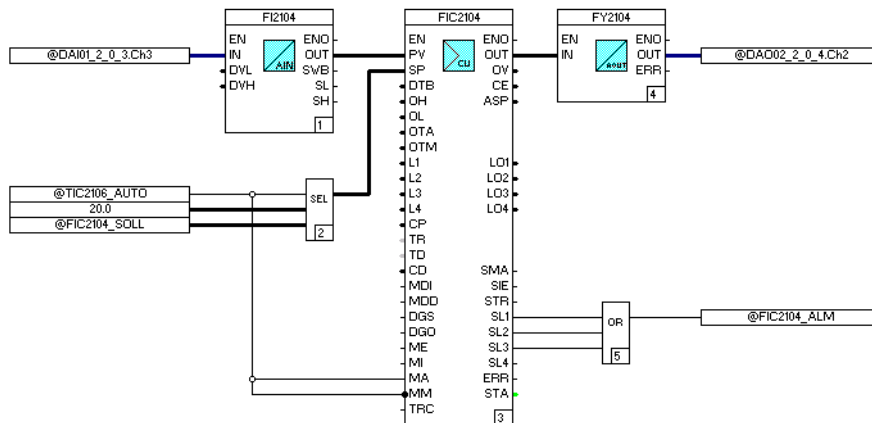 FI2104
EN
ENO
IN
OUT
DVL
SWB
DVH
SL
SH
AIN
1
@DAI01_2_0_3.Ch3
FIC2104
EN
ENO
PV
OUT
SP
OV
DTB
CE
OH
ASP
OL
OTA
OTM
L1
LO1
L2
LO2
L3
LO3
L4
LO4
CP
TR
TD
CD
SMA
MDI
SIE
MDD
STR
DGS
SL1
DGO
SL2
ME
SL3
MI
SL4
MA
ERR
MM
STA
TRC
CU
3
FY2104
EN
ENO
IN
OUT
ERR
AOUT
4
@DAO02_2_0_4.Ch2
@TIC2106_AUTO
20.0
@FIC2104_SOLL
SEL
2
OR
5
@FIC2104_ALM